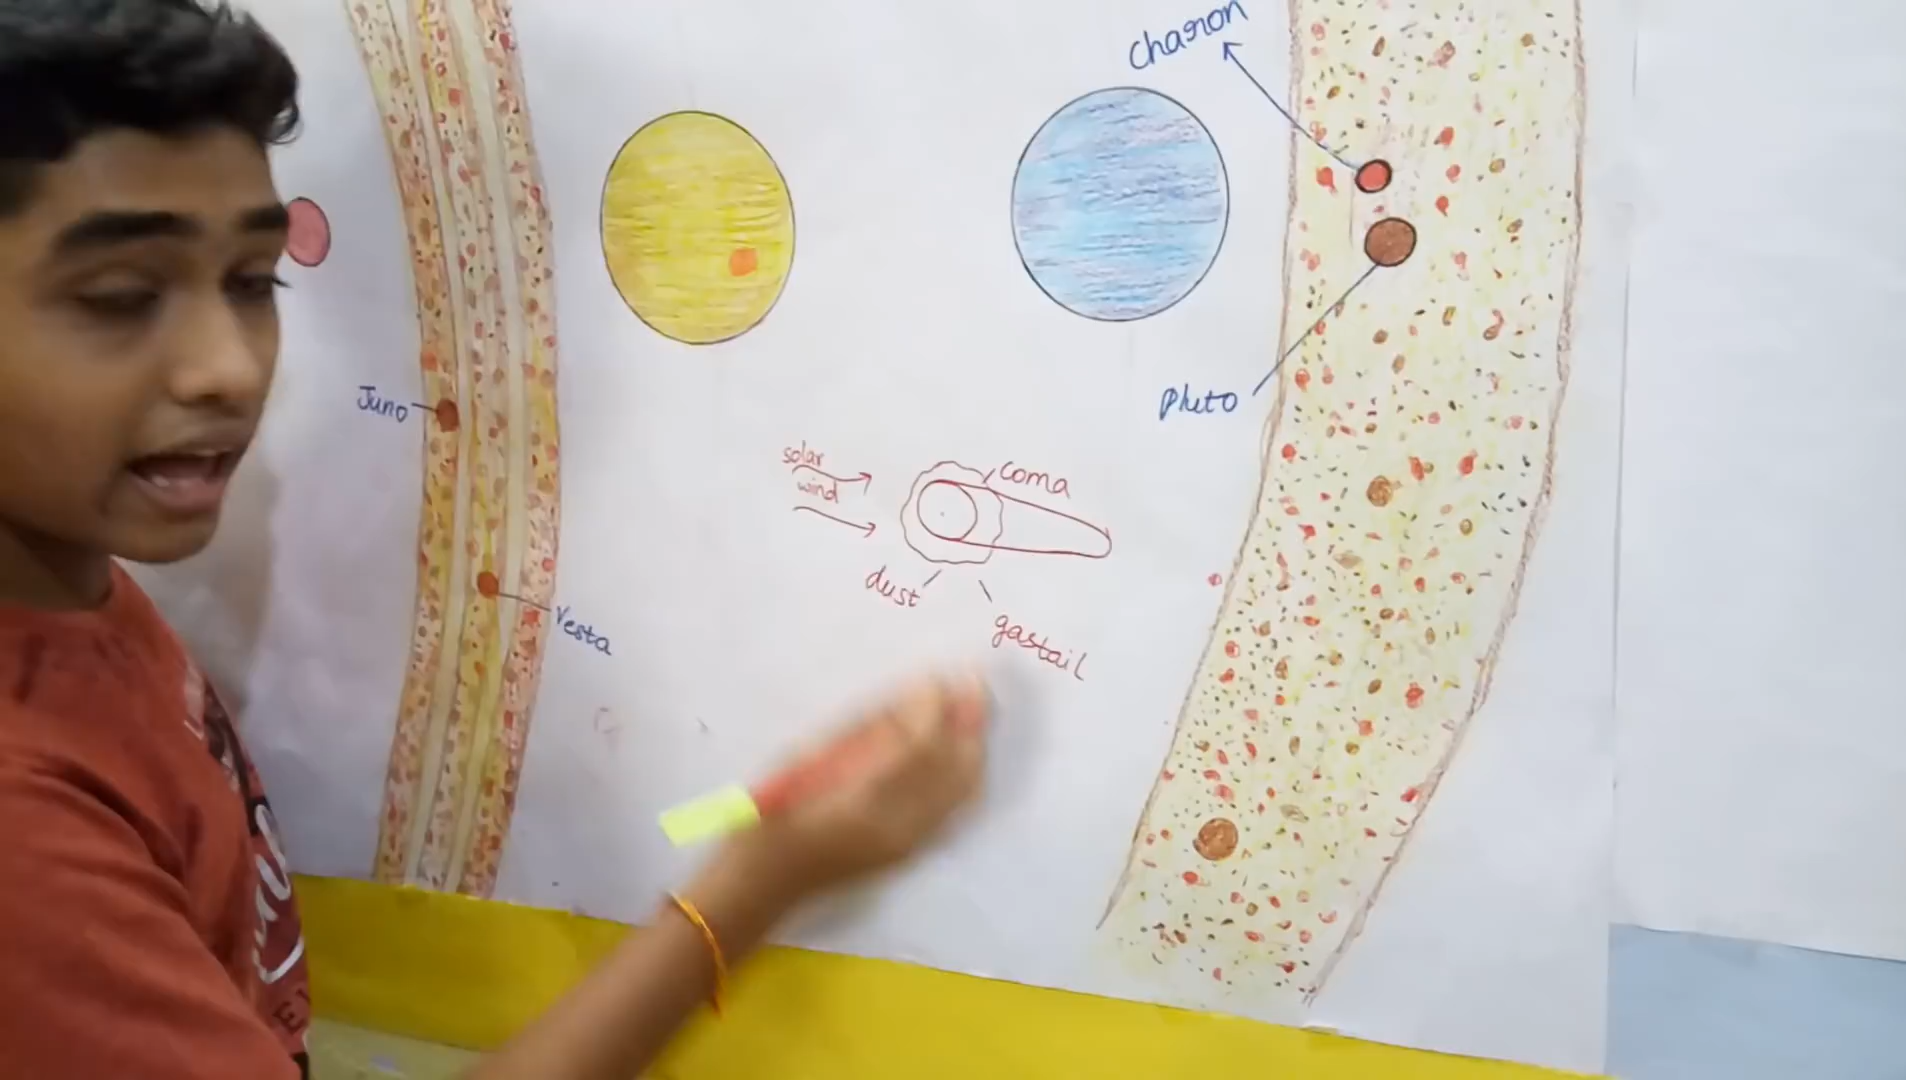 Charon
Juno
Pluto
solar
wind
coma
dust
gastail
Vesta